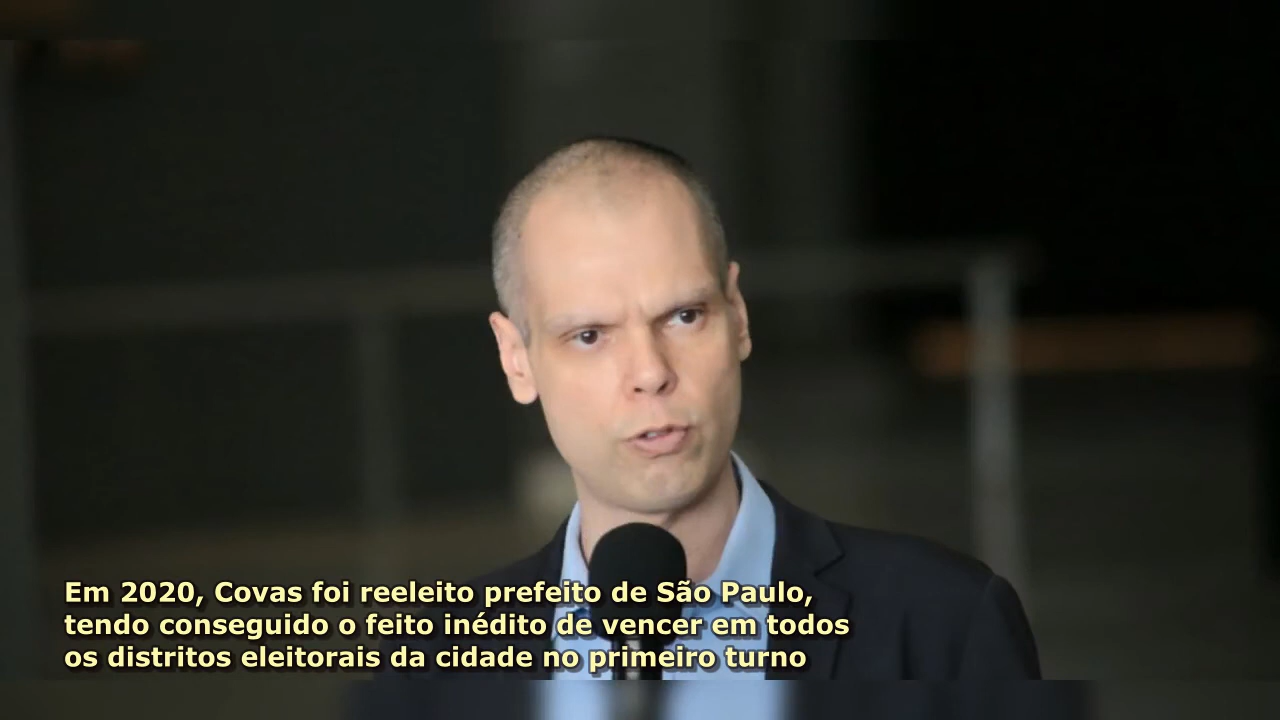 Em 2020, Covas foi reeleito prefeito de São Paulo,
tendo conseguido o feito inédito de vencer em todos
os distritos eleitorais da cidade no primeiro turno